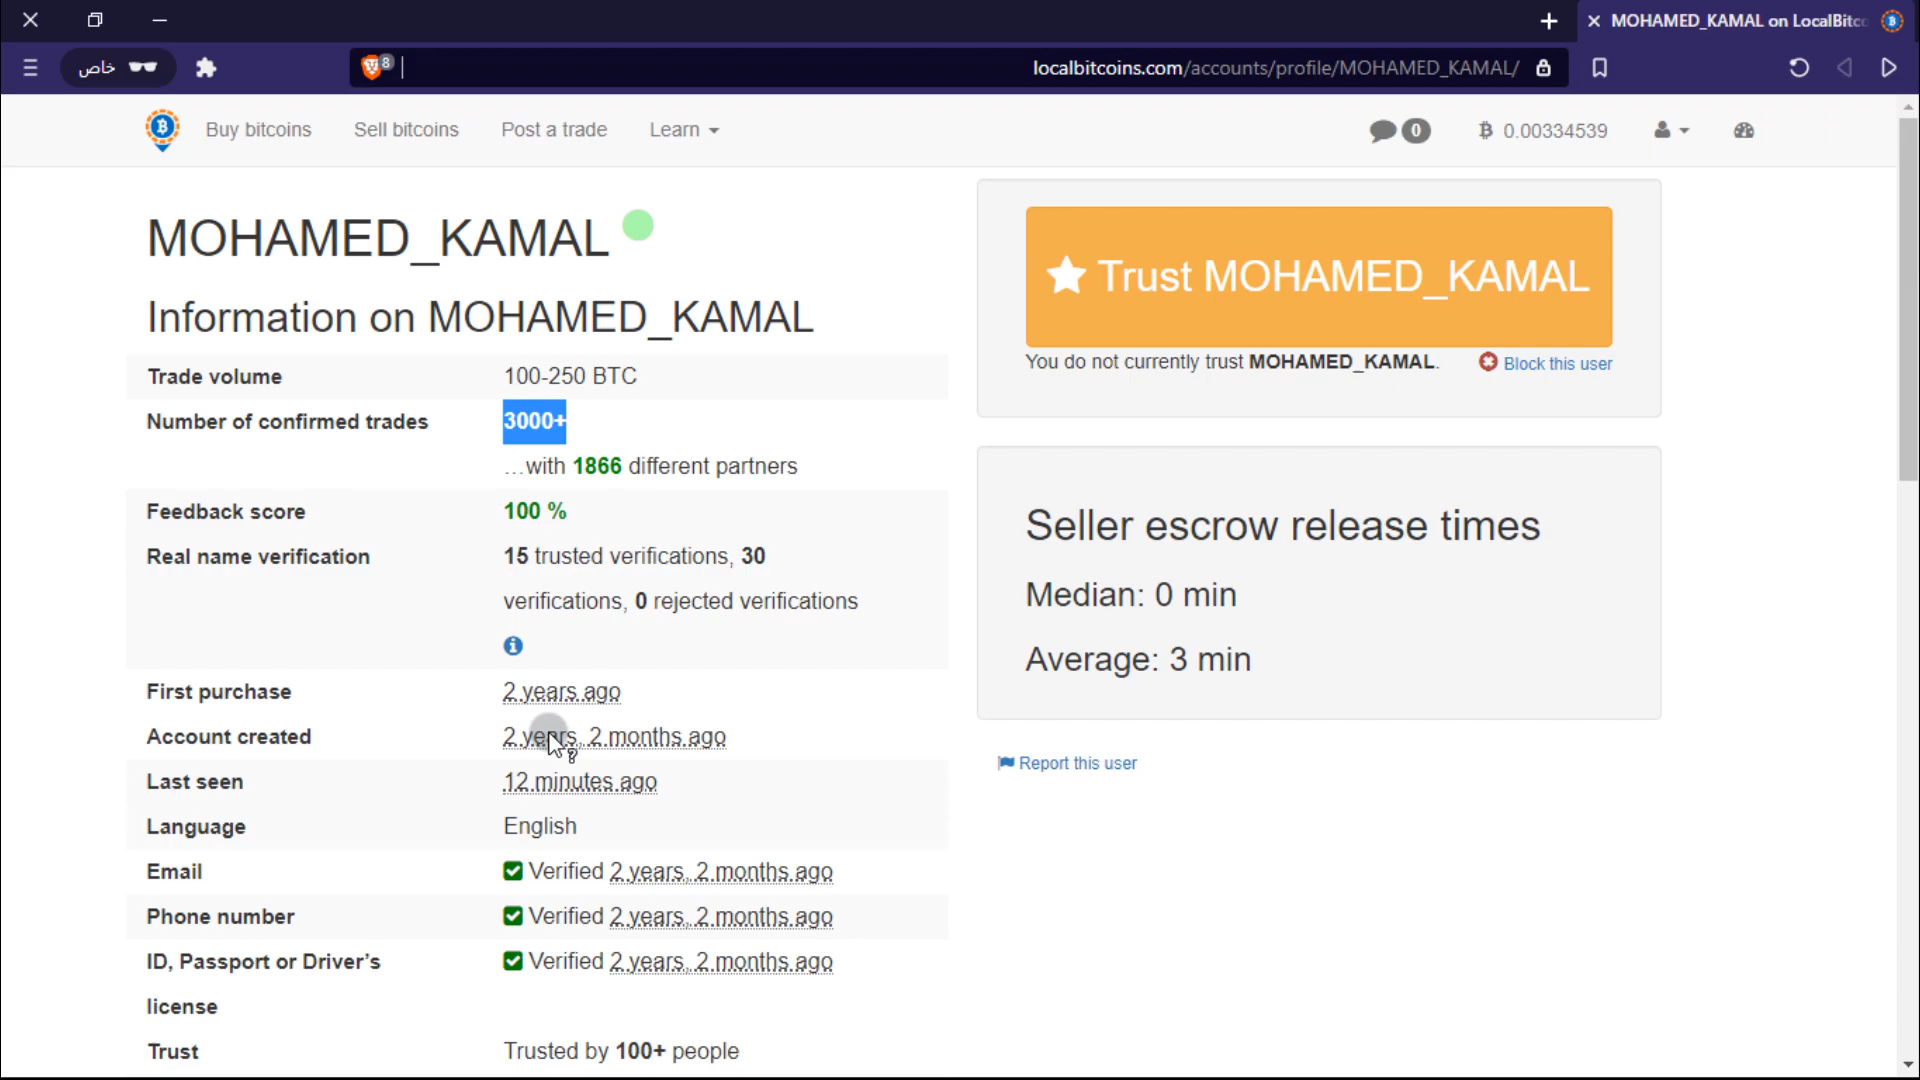 MOHAMED_KAMAL on LocalBitc
خاص
8
localbitcoins.com/accounts/profile/MOHAMED_KAMAL/
Buy bitcoins
Sell bitcoins
Post a trade
Learn
0
0.00334539
MOHAMED_KAMAL
Information on MOHAMED_KAMAL
Trade volume 100-250 BTC
Number of confirmed trades 3000+
…with 1866 different partners
Feedback score 100 %
Real name verification 15 trusted verifications, 30
verifications, 0 rejected verifications
First purchase 2 years ago
Account created 2 years, 2 months ago
Last seen 12 minutes ago
Language English
Email Verified 2 years, 2 months ago
Phone number Verified 2 years, 2 months ago
ID, Passport or Driver’s Verified 2 years, 2 months ago
license
Trust Trusted by 100+ people
Trust MOHAMED_KAMAL
You do not currently trust MOHAMED_KAMAL.
Block this user
Seller escrow release times
Median: 0 min
Average: 3 min
Report this user